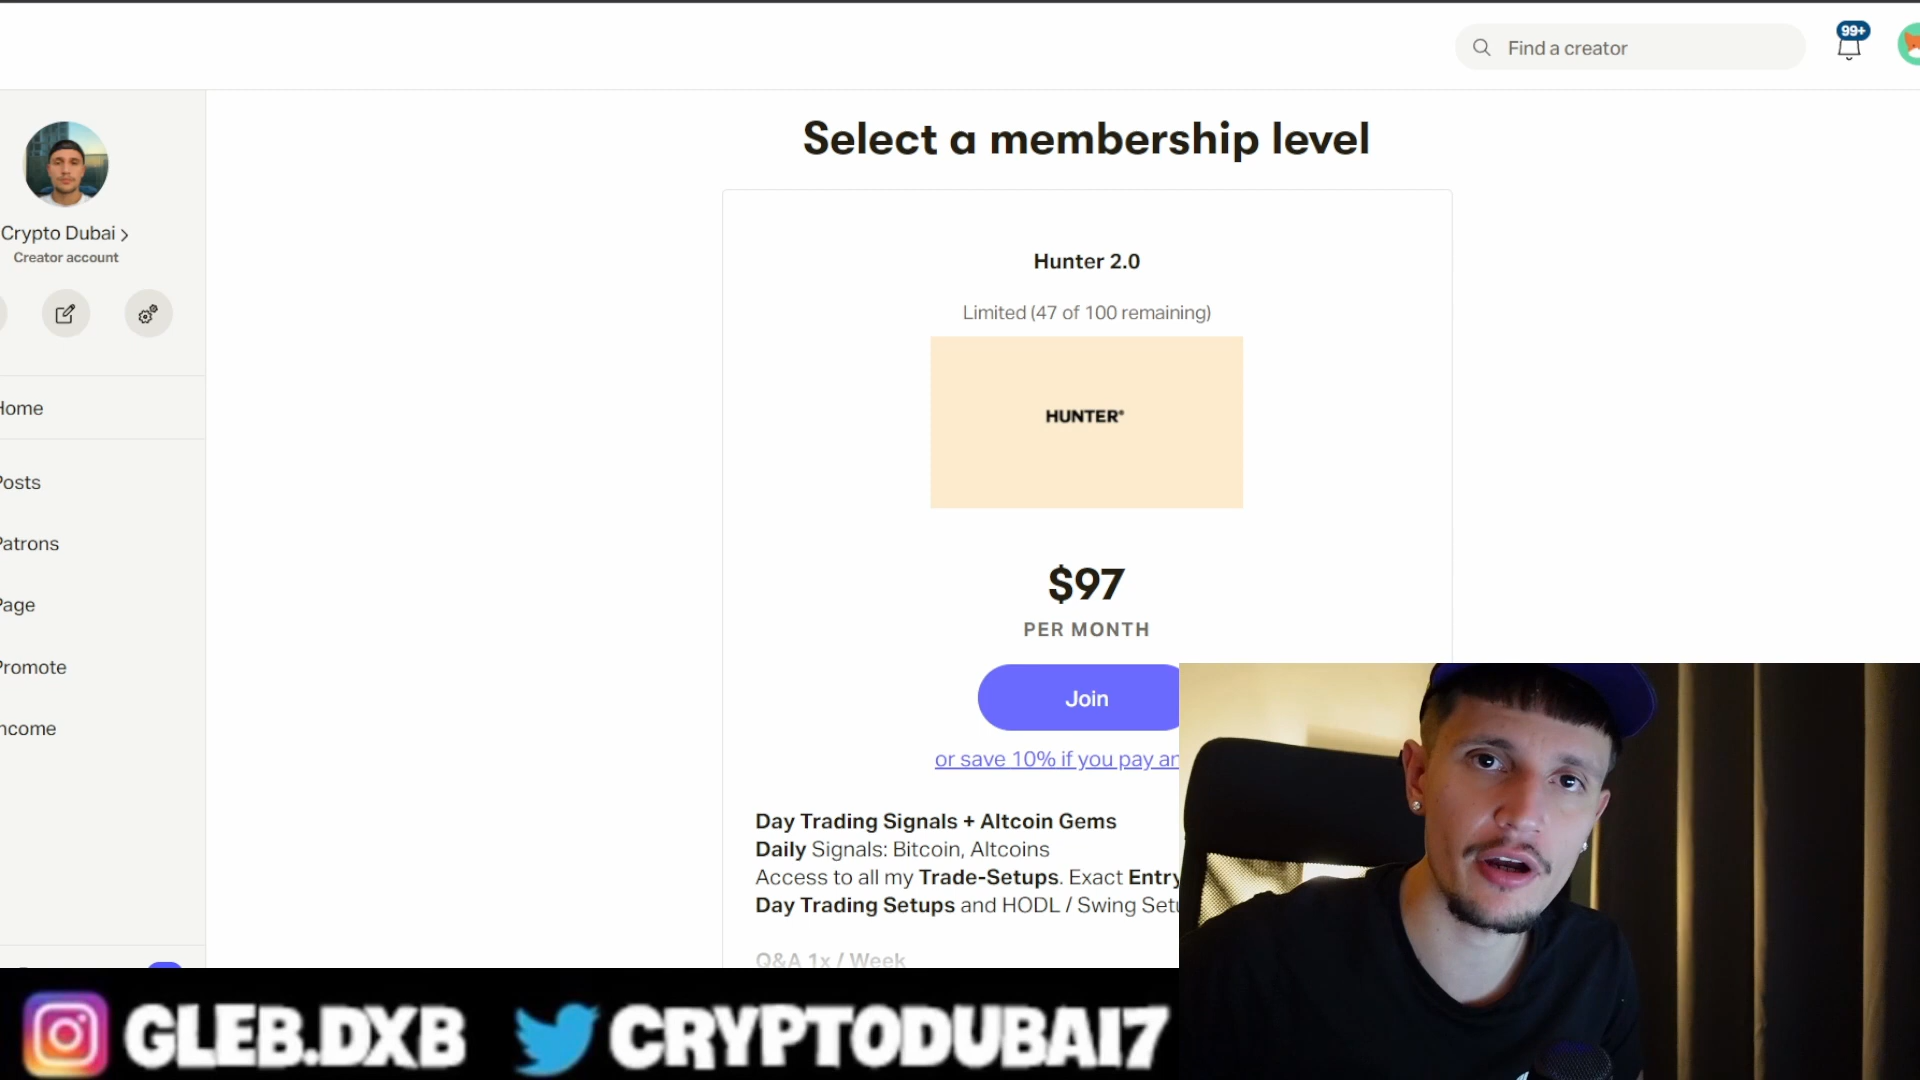 Find a creator
99+
Crypto Dubai
Creator account
Home
Posts
Patrons
Page
Promote
Income
Select a membership level
Hunter 2.0
Limited (47 of 100 remaining)
HUNTER®
$97
PER MONTH
Join
or save 10% if you pay an
Day Trading Signals + Altcoin Gems
Daily Signals: Bitcoin, Altcoins
Access to all my Trade-Setups. Exact Entry
Day Trading Setups and HODL / Swing Setu
Q&A 1x / Week
GLEB.DXB
CRYPTODUBAI7